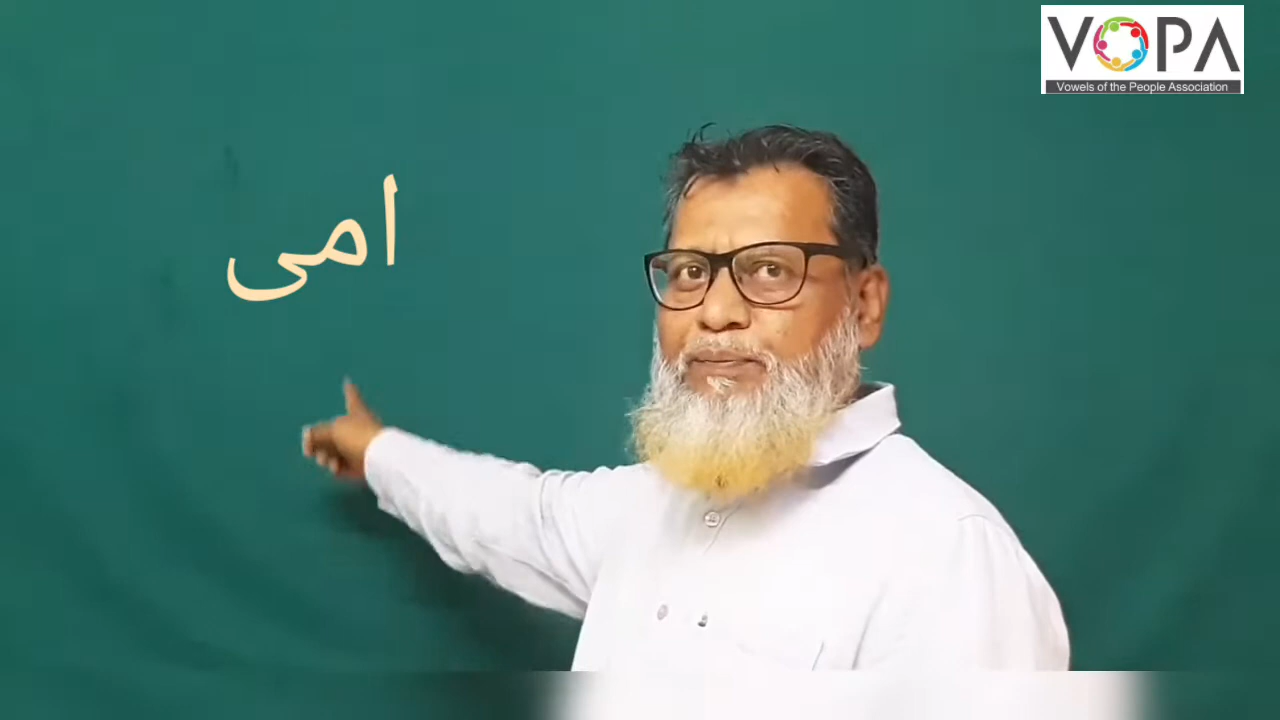 VOPA
Vowels of the People Association
امی